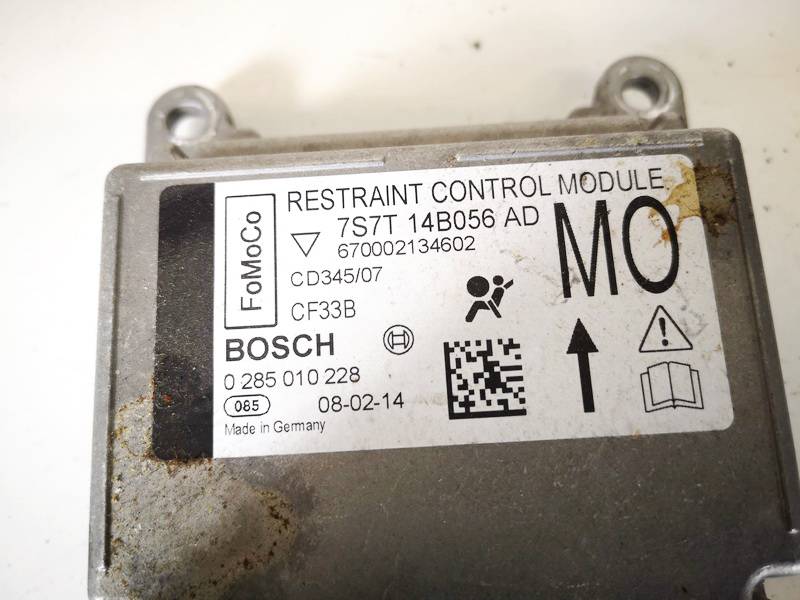 FoMoCo
RESTRAINT CONTROL MODULE
7S7T 14B056 AD
670002134602
MO
CD345/07
CF33B
BOSCH
0 285 010 228
085 08-02-14
Made in Germany